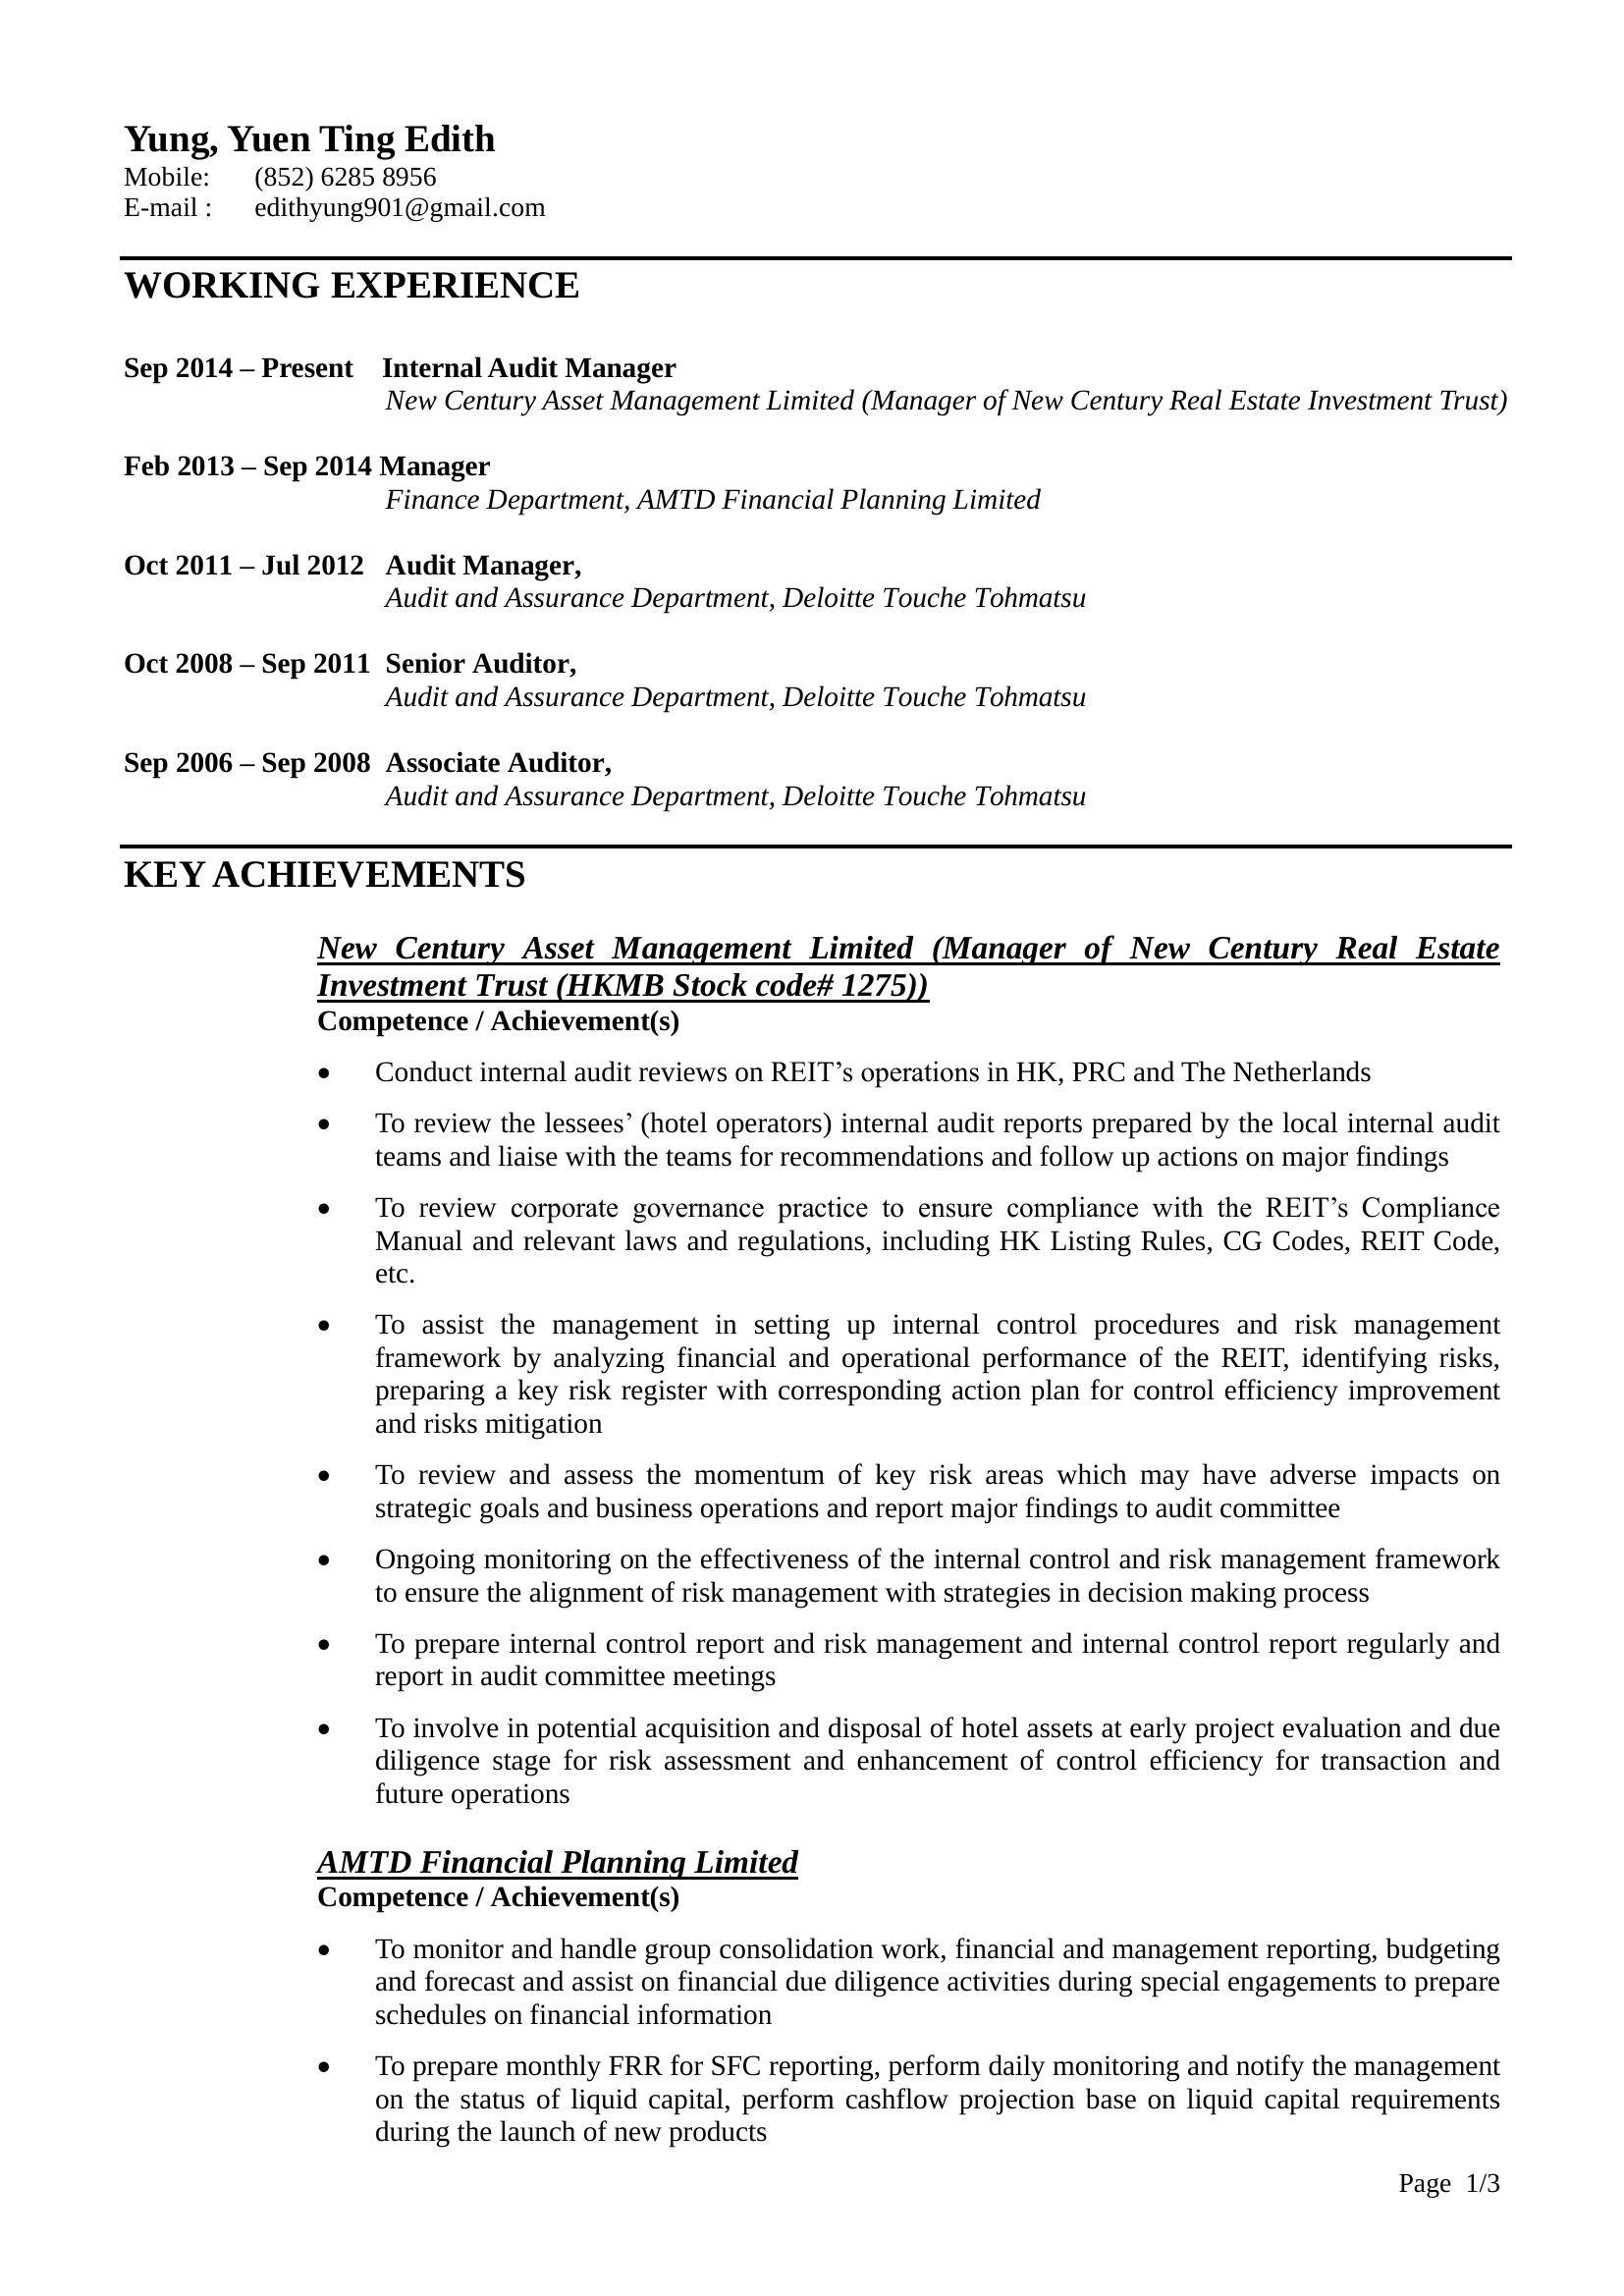 Yung, Yuen Ting Edith
Mobile: (852) 6285 8956
E-mail : edithyung901@gmail.com
WORKING EXPERIENCE
Sep 2014 – Present Internal Audit Manager
New Century Asset Management Limited (Manager of New Century Real Estate Investment Trust)
Feb 2013 – Sep 2014 Manager
Finance Department, AMTD Financial Planning Limited
Oct 2011 – Jul 2012 Audit Manager,
Audit and Assurance Department, Deloitte Touche Tohmatsu
Oct 2008 – Sep 2011 Senior Auditor,
Audit and Assurance Department, Deloitte Touche Tohmatsu
Sep 2006 – Sep 2008 Associate Auditor,
Audit and Assurance Department, Deloitte Touche Tohmatsu
KEY ACHIEVEMENTS
New Century Asset Management Limited (Manager of New Century Real Estate
Investment Trust (HKMB Stock code# 1275))
Competence / Achievement(s)
• Conduct internal audit reviews on REIT’s operations in HK, PRC and The Netherlands
• To review the lessees’ (hotel operators) internal audit reports prepared by the local internal audit
teams and liaise with the teams for recommendations and follow up actions on major findings
• To review corporate governance practice to ensure compliance with the REIT’s Compliance
Manual and relevant laws and regulations, including HK Listing Rules, CG Codes, REIT Code,
etc.
• To assist the management in setting up internal control procedures and risk management
framework by analyzing financial and operational performance of the REIT, identifying risks,
preparing a key risk register with corresponding action plan for control efficiency improvement
and risks mitigation
• To review and assess the momentum of key risk areas which may have adverse impacts on
strategic goals and business operations and report major findings to audit committee
• Ongoing monitoring on the effectiveness of the internal control and risk management framework
to ensure the alignment of risk management with strategies in decision making process
• To prepare internal control report and risk management and internal control report regularly and
report in audit committee meetings
• To involve in potential acquisition and disposal of hotel assets at early project evaluation and due
diligence stage for risk assessment and enhancement of control efficiency for transaction and
future operations
AMTD Financial Planning Limited
Competence / Achievement(s)
• To monitor and handle group consolidation work, financial and management reporting, budgeting
and forecast and assist on financial due diligence activities during special engagements to prepare
schedules on financial information
• To prepare monthly FRR for SFC reporting, perform daily monitoring and notify the management
on the status of liquid capital, perform cashflow projection base on liquid capital requirements
during the launch of new products
Page 1/3